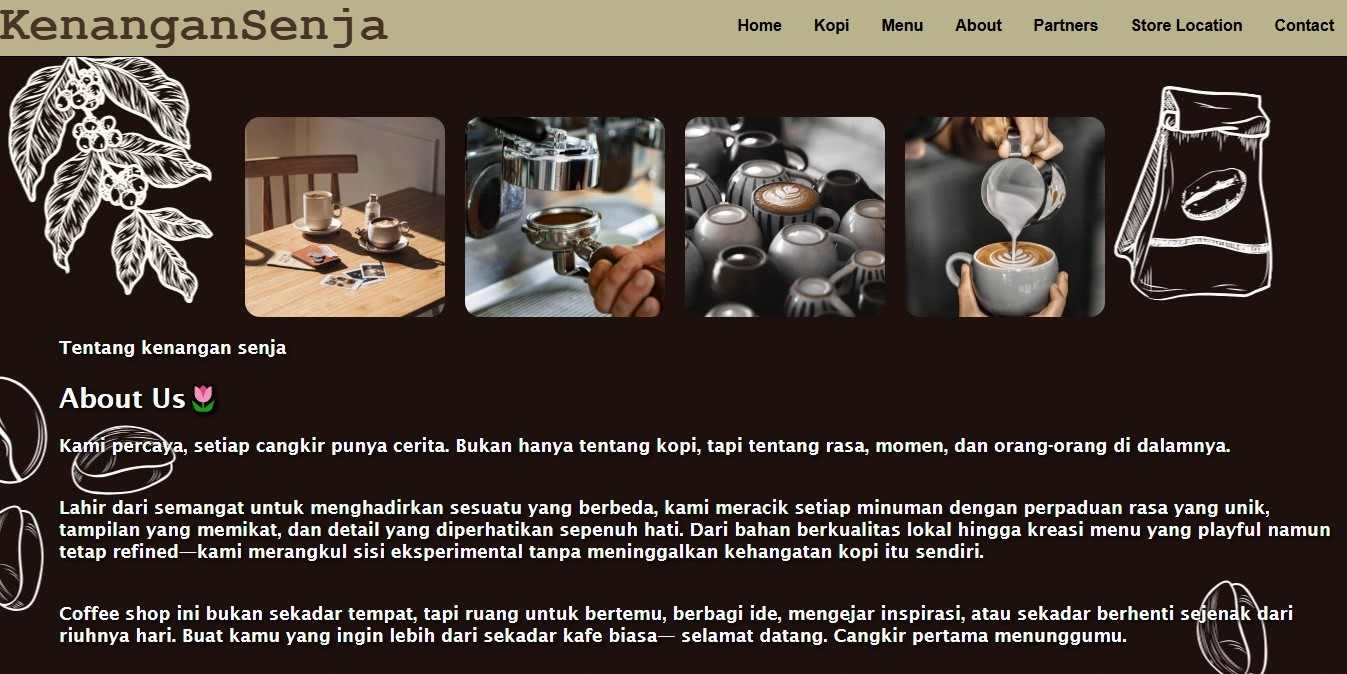 KenanganSenja
Home Kopi Menu About Partners Store Location Contact
Tentang kenangan senja
About Us🌷
Kami percaya, setiap cangkir punya cerita. Bukan hanya tentang kopi, tapi tentang rasa, momen, dan orang-orang di dalamnya.
Lahir dari semangat untuk menghadirkan sesuatu yang berbeda, kami meracik setiap minuman dengan perpaduan rasa yang unik,
tampilan yang memikat, dan detail yang diperhatikan sepenuh hati. Dari bahan berkualitas lokal hingga kreasi menu yang playful namun
tetap refined—kami merangkul sisi eksperimental tanpa meninggalkan kehangatan kopi itu sendiri.
Coffee shop ini bukan sekadar tempat, tapi ruang untuk bertemu, berbagi ide, mengejar inspirasi, atau sekadar berhenti sejenak dari
riuhnya hari. Buat kamu yang ingin lebih dari sekadar kafe biasa— selamat datang. Cangkir pertama menunggumu.